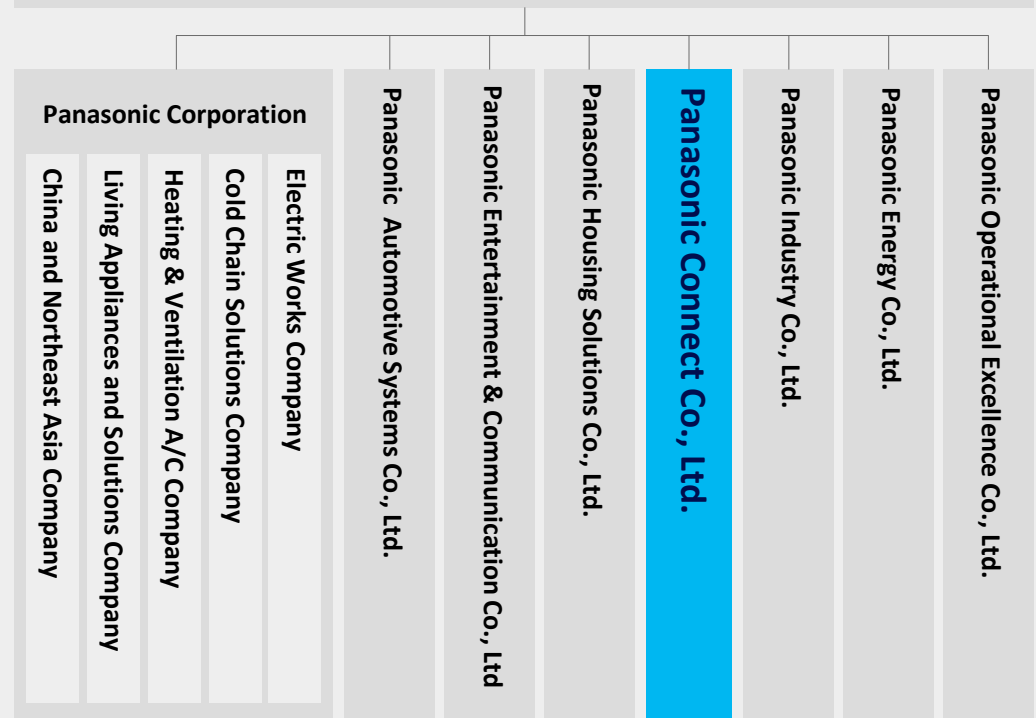 Panasonic Corporation
China and Northeast Asia Company
Living Appliances and Solutions Company
Heating & Ventilation A/C Company
Cold Chain Solutions Company
Electric Works Company
Panasonic Automotive Systems Co., Ltd.
Panasonic Entertainment & Communication Co., Ltd
Panasonic Housing Solutions Co., Ltd.
Panasonic Connect Co., Ltd.
Panasonic Industry Co., Ltd.
Panasonic Energy Co., Ltd.
Panasonic Operational Excellence Co., Ltd.